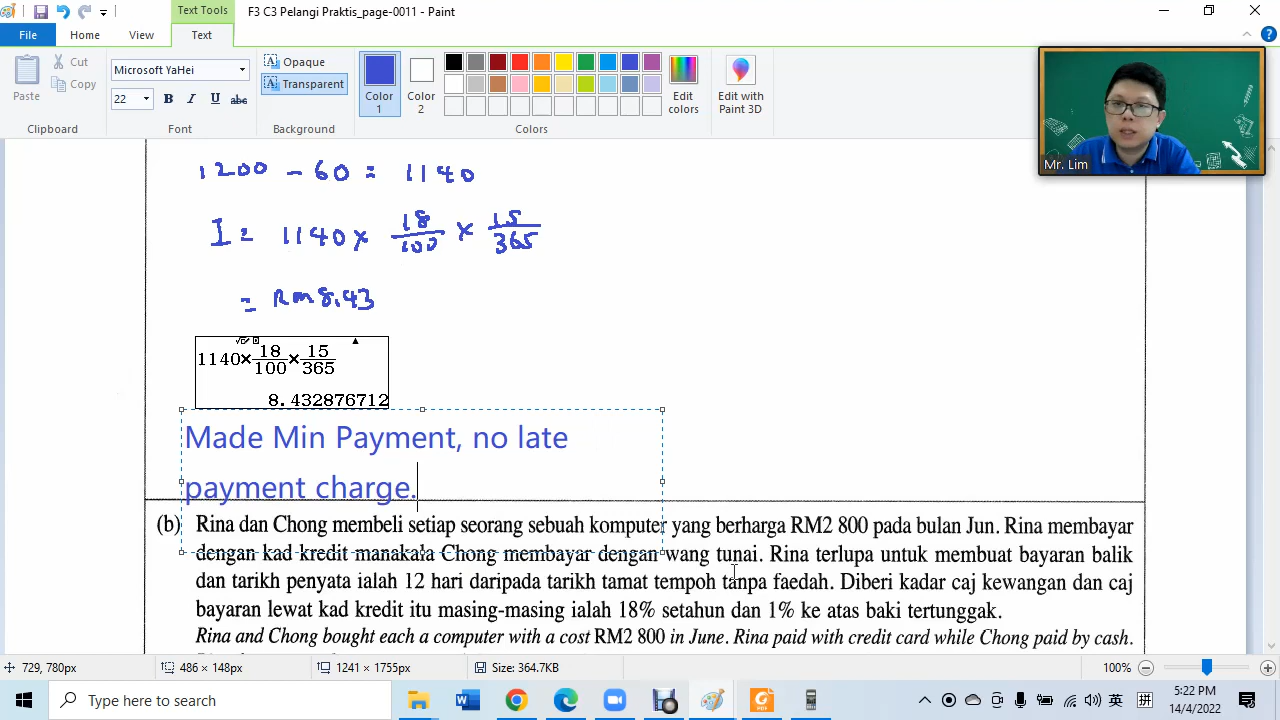 Text Tools
F3 C3 Pelangi Praktis_page-0011 - Paint
File
Home
View
Text
Paste
Cut
Copy
Clipboard
Microsoft YaHei
22
B
I
U
abc
Font
Opaque
Transparent
Background
Color
1
Color
2
Edit
colors
Colors
Edit with
Paint 3D
Mr. Lim
1200 - 60 = 1140
I = 1140 × 18/100 × 15/365
= Rm 8.43
1140×18/100×15/365
8.432876712
Made Min Payment, no late
payment charge.
(b) Rina dan Chong membeli setiap seorang sebuah komputer yang berharga RM2 800 pada bulan Jun. Rina membayar
dengan kad kredit manakala Chong membayar dengan wang tunai. Rina terlupa untuk membuat bayaran balik
dan tarikh penyata ialah 12 hari daripada tarikh tamat tempoh tanpa faedah. Diberi kadar caj kewangan dan caj
bayaran lewat kad kredit itu masing-masing ialah 18% setahun dan 1% ke atas baki tertunggak.
Rina and Chong bought each a computer with a cost RM2 800 in June. Rina paid with credit card while Chong paid by cash.
729, 780px
486 × 148px
1241 × 1755px
Size: 364.7KB
100%
Type here to search
英
拼
5:22 PM
14/4/2022